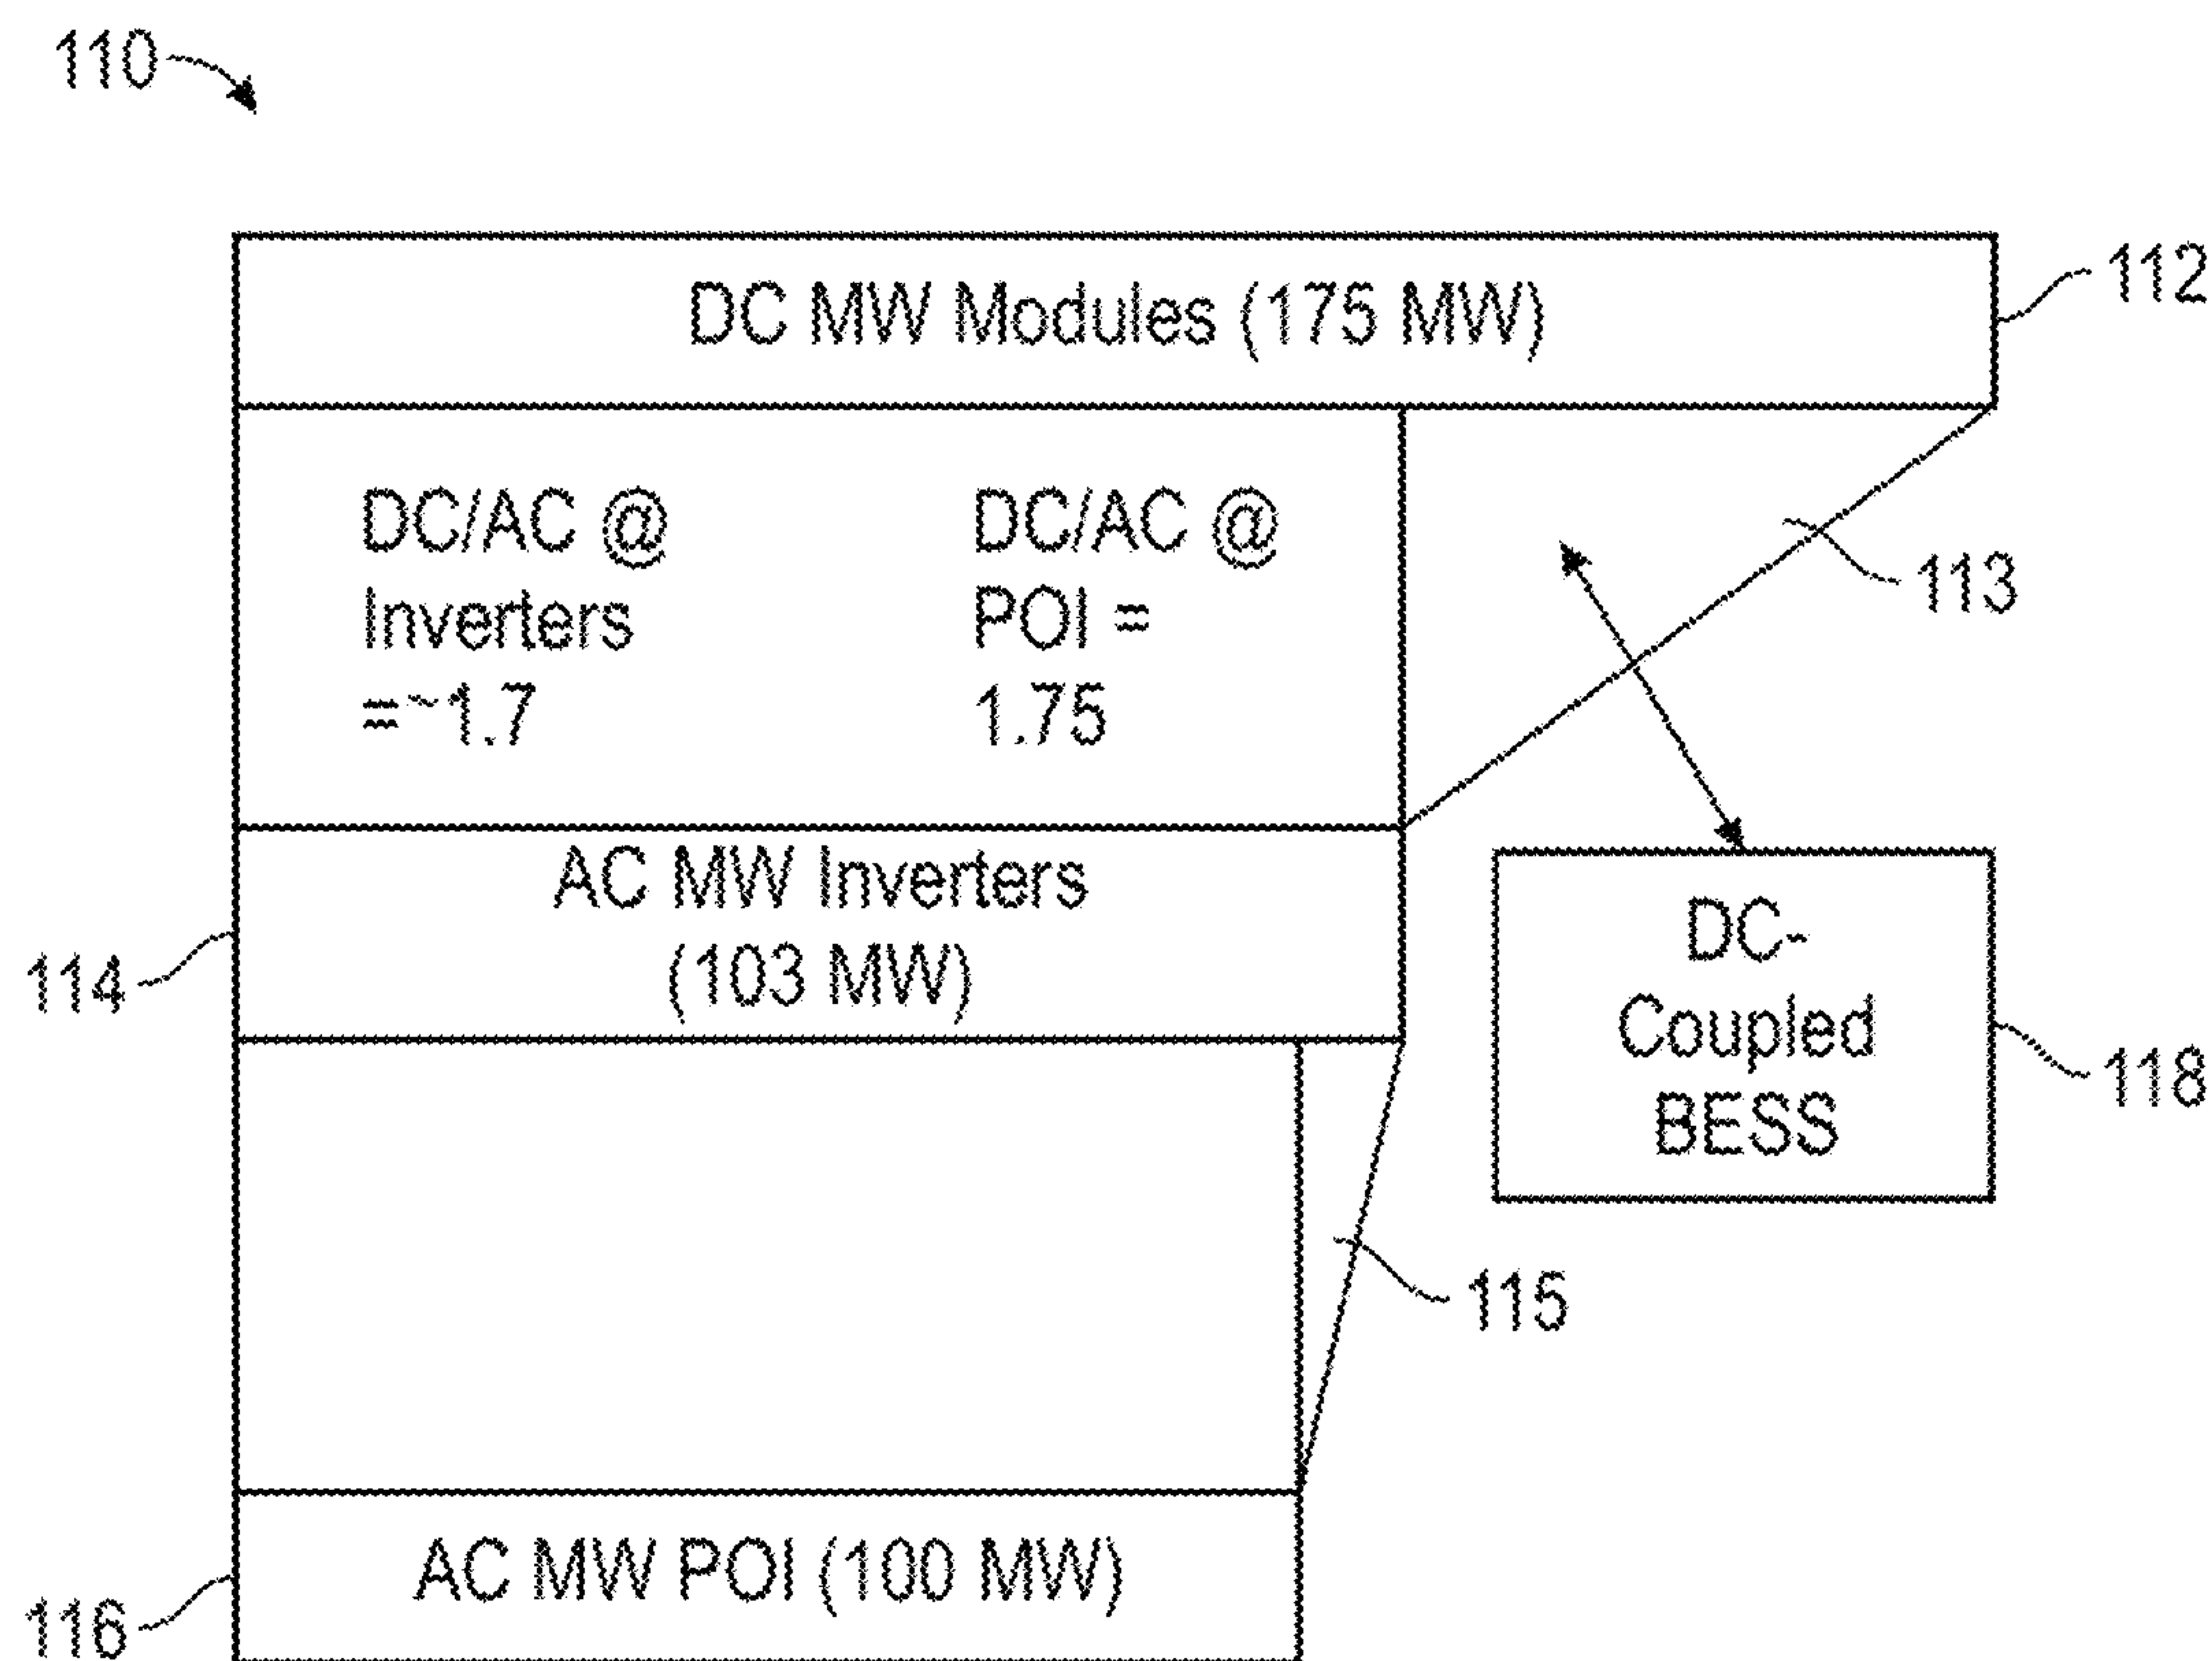 110
DC MW Modules (175 MW)
112
DC/AC @
Inverters
=~1.7
DC/AC @
POI =
1.75
113
AC MW Inverters
(103 MW)
114
DC-
Coupled
BESS
118
115
AC MW POI (100 MW)
116